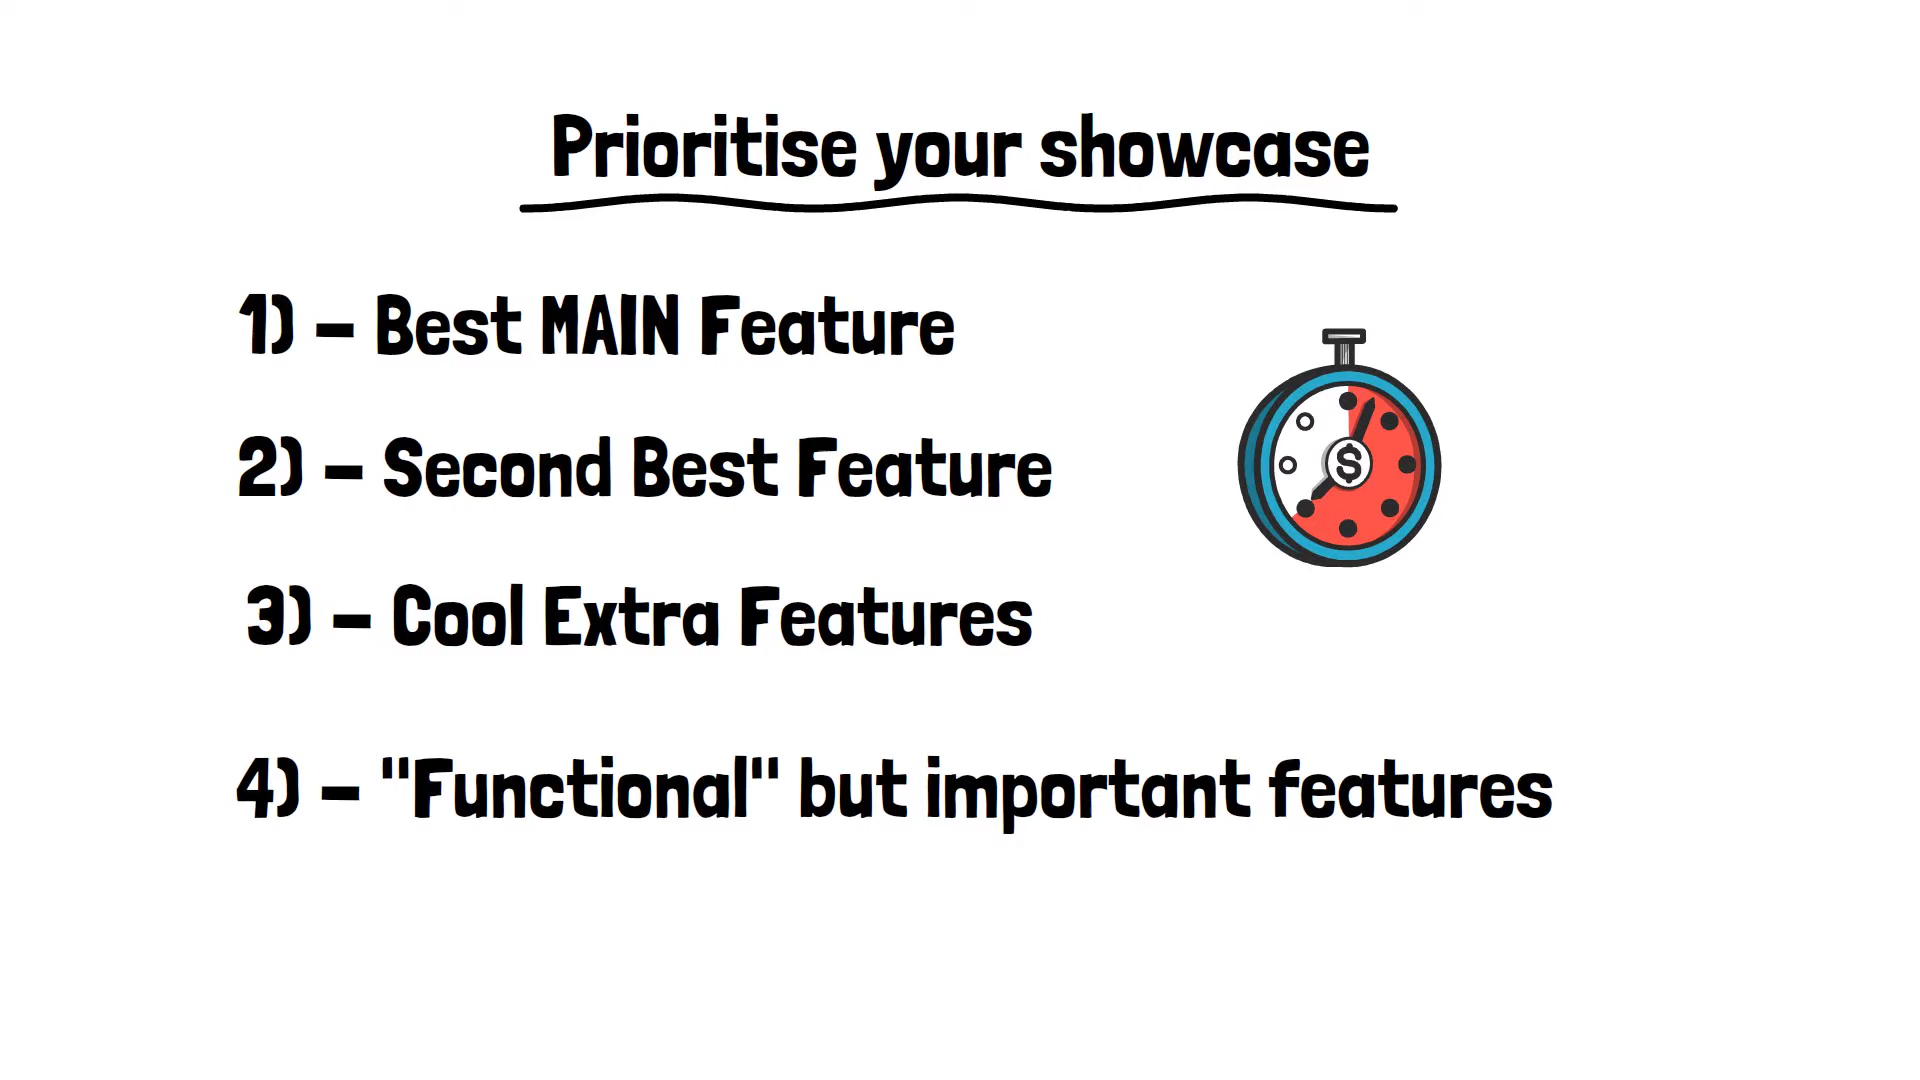 Prioritise your showcase
1) – Best MAIN Feature
2) – Second Best Feature
$
3) – Cool Extra Features
4) – "Functional" but important features